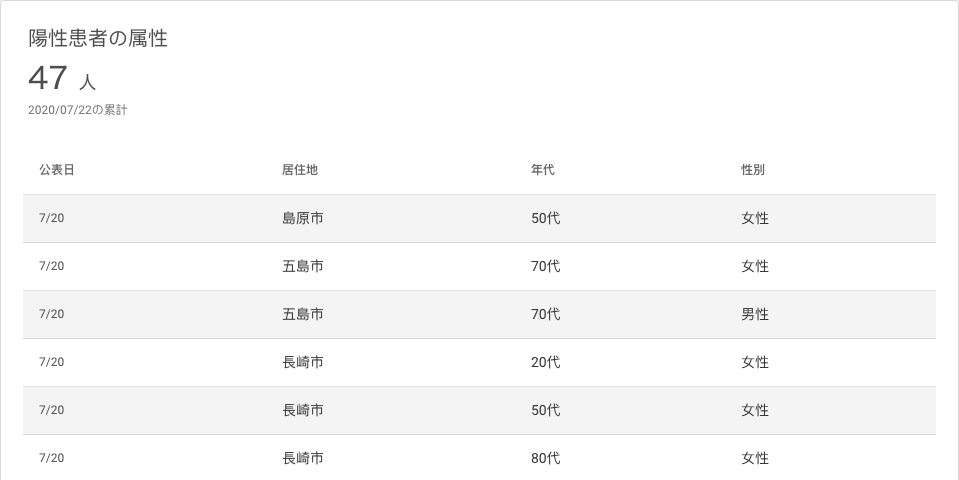 陽性患者の属性
47 人
2020/07/22の累計
公表日 居住地 年代 性別
7/20 島原市 50代 女性
7/20 五島市 70代 女性
7/20 五島市 70代 男性
7/20 長崎市 20代 女性
7/20 長崎市 50代 女性
7/20 長崎市 80代 女性